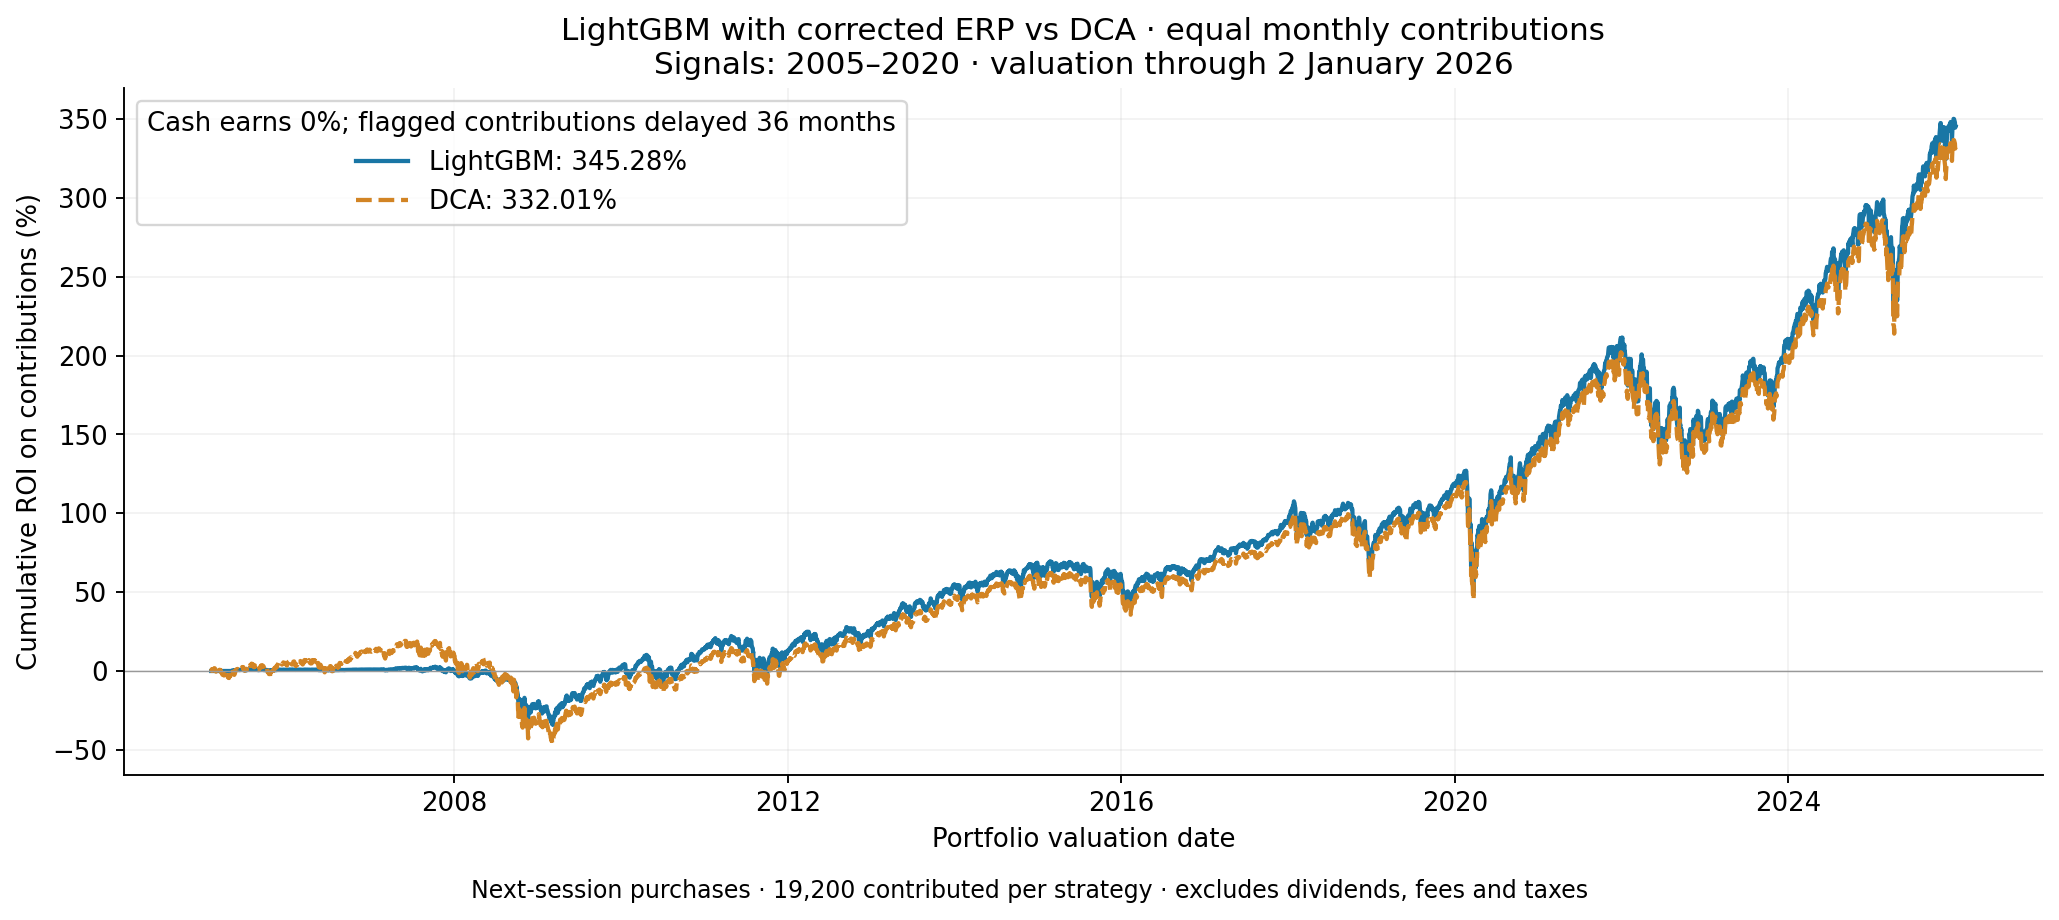 LightGBM with corrected ERP vs DCA · equal monthly contributions
Signals: 2005–2020 · valuation through 2 January 2026
Cash earns 0%; flagged contributions delayed 36 months
LightGBM: 345.28%
DCA: 332.01%
Cumulative ROI on contributions (%)
350
300
250
200
150
100
50
0
−50
2008
2012
2016
2020
2024
Portfolio valuation date
Next-session purchases · 19,200 contributed per strategy · excludes dividends, fees and taxes